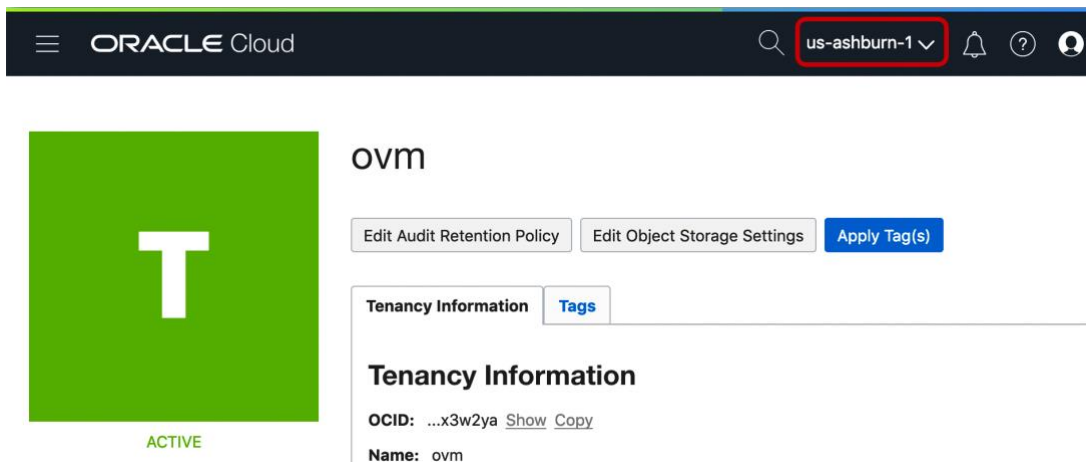 ORACLE Cloud
us-ashburn-1
?
T
ACTIVE
ovm
Edit Audit Retention Policy Edit Object Storage Settings Apply Tag(s)
Tenancy Information Tags
Tenancy Information
OCID: ...x3w2ya Show Copy
Name: ovm